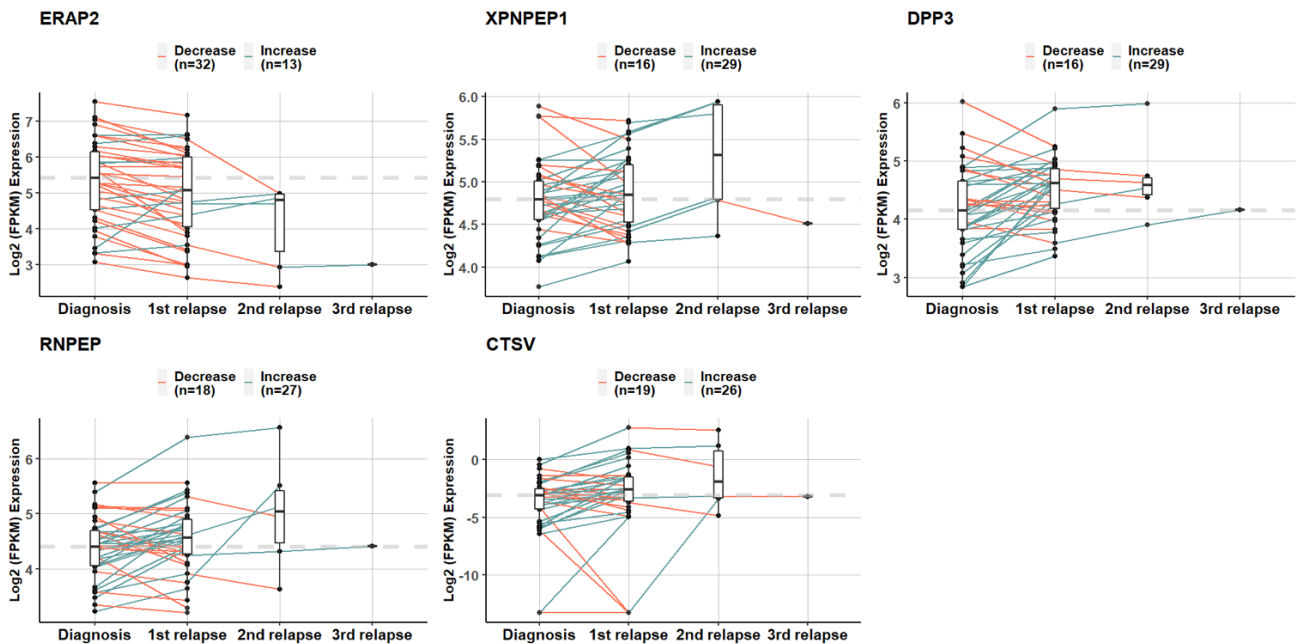 ERAP2
Decrease (n=32)
Increase (n=13)
Log2 (FPKM) Expression
7
6
5
4
3
Diagnosis 1st relapse 2nd relapse 3rd relapse
XPNPEP1
Decrease (n=16)
Increase (n=29)
Log2 (FPKM) Expression
6.0
5.5
5.0
4.5
4.0
Diagnosis 1st relapse 2nd relapse 3rd relapse
DPP3
Decrease (n=16)
Increase (n=29)
Log2 (FPKM) Expression
6
5
4
3
Diagnosis 1st relapse 2nd relapse 3rd relapse
RNPEP
Decrease (n=18)
Increase (n=27)
Log2 (FPKM) Expression
6
5
4
Diagnosis 1st relapse 2nd relapse 3rd relapse
CTSV
Decrease (n=19)
Increase (n=26)
Log2 (FPKM) Expression
0
-5
-10
Diagnosis 1st relapse 2nd relapse 3rd relapse